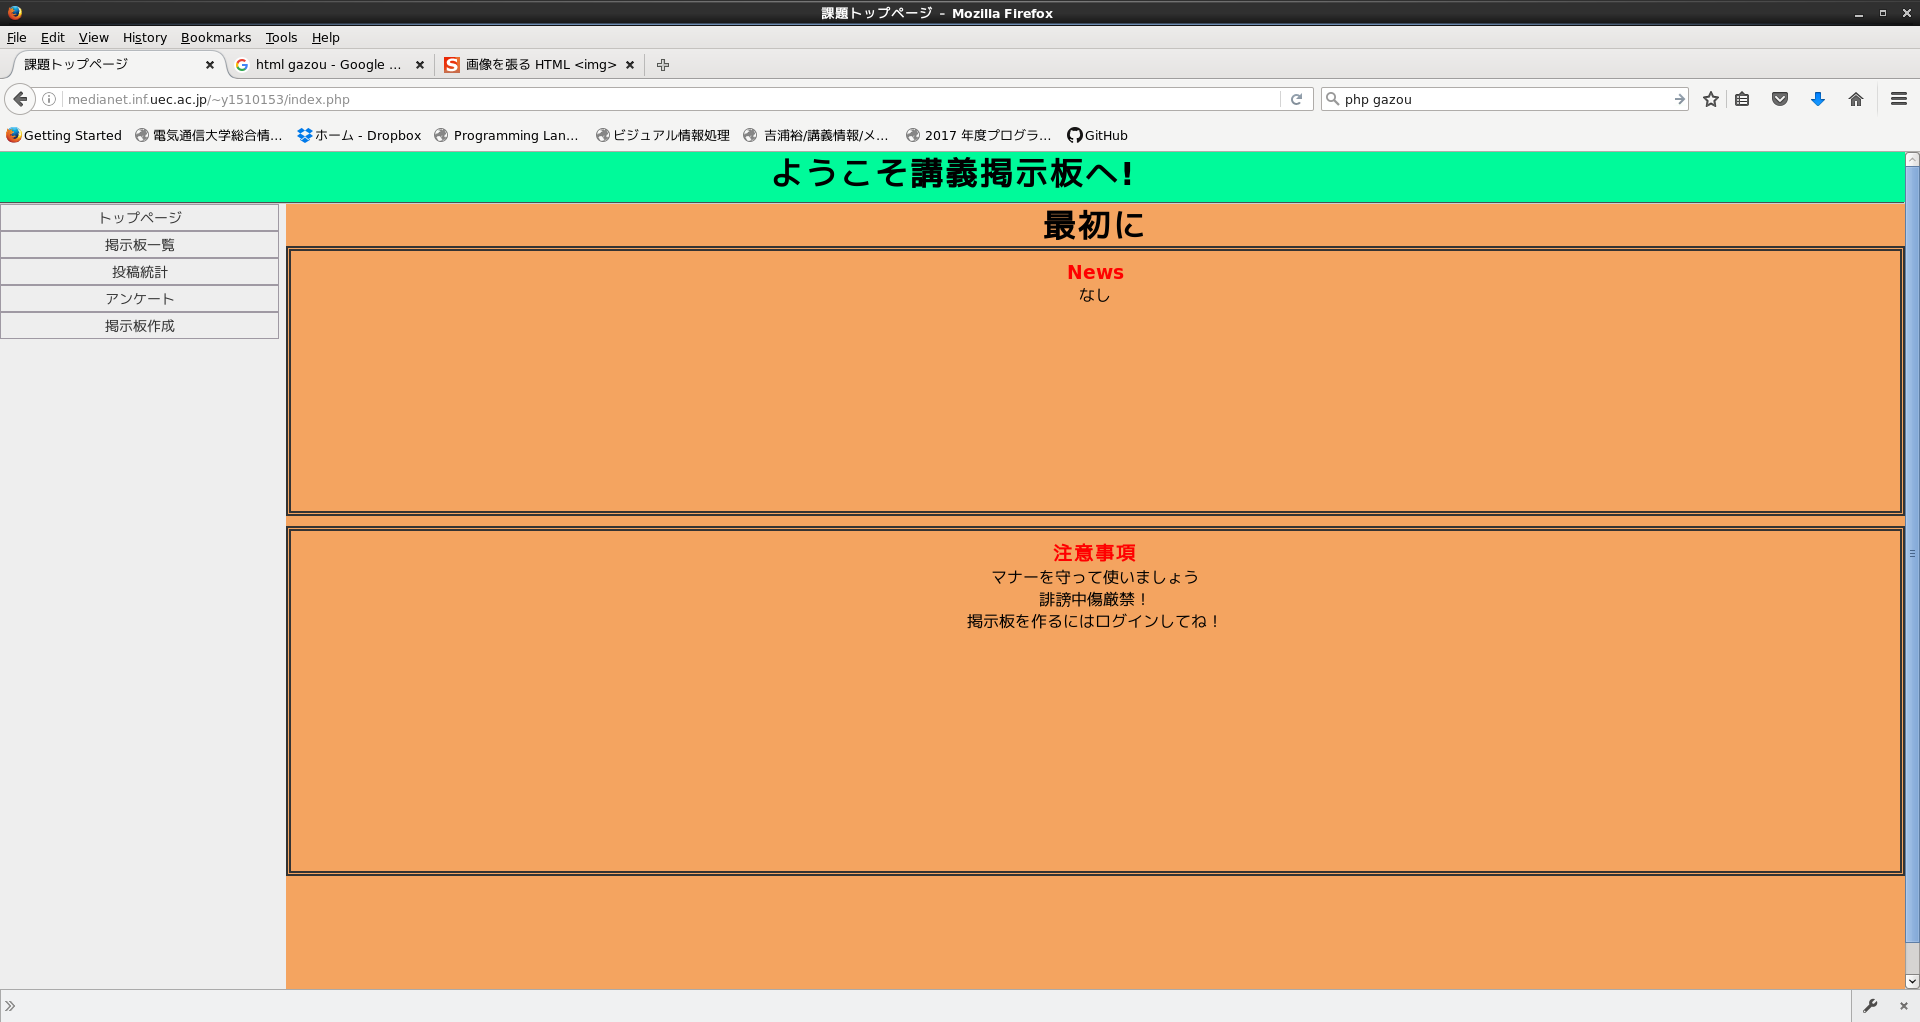 課題トップページ - Mozilla Firefox
File Edit View History Bookmarks Tools Help
課題トップページ html gazou - Google ... 画像を張る HTML <img>
medianet.inf.uec.ac.jp/~y1510153/index.php php gazou
Getting Started 電気通信大学総合情... ホーム - Dropbox Programming Lan... ビジュアル情報処理 吉浦裕/講義情報/メ... 2017 年度プログラ... GitHub
ようこそ講義掲示板へ!
トップページ
掲示板一覧
投稿統計
アンケート
掲示板作成
最初に
News
なし
注意事項
マナーを守って使いましょう
誹謗中傷厳禁！
掲示板を作るにはログインしてね！